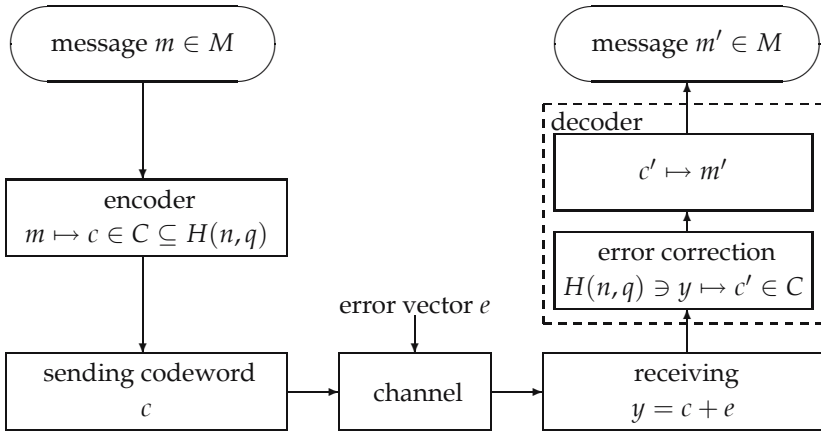 message m ∈ M
encoder
m ↦ c ∈ C ⊆ H(n, q)
sending codeword
c
error vector e
channel
receiving
y = c + e
error correction
H(n, q) ∋ y ↦ c′ ∈ C
decoder
c′ ↦ m′
message m′ ∈ M